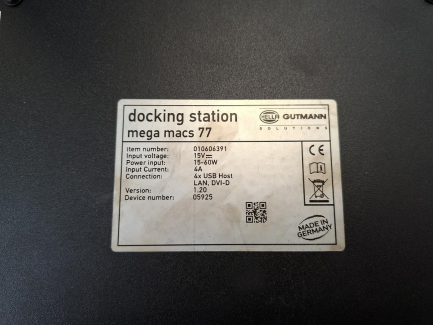 docking station
mega macs 77
HELLA GUTMANN
SOLUTIONS
item number: 010606391
Input voltage: 15V
Power input: 15-60W
Input Current: 4A
Connection: 4x USB Host
LAN, DVI-D
Version: 1.20
Device number: 05925
CE
MADE IN
GERMANY